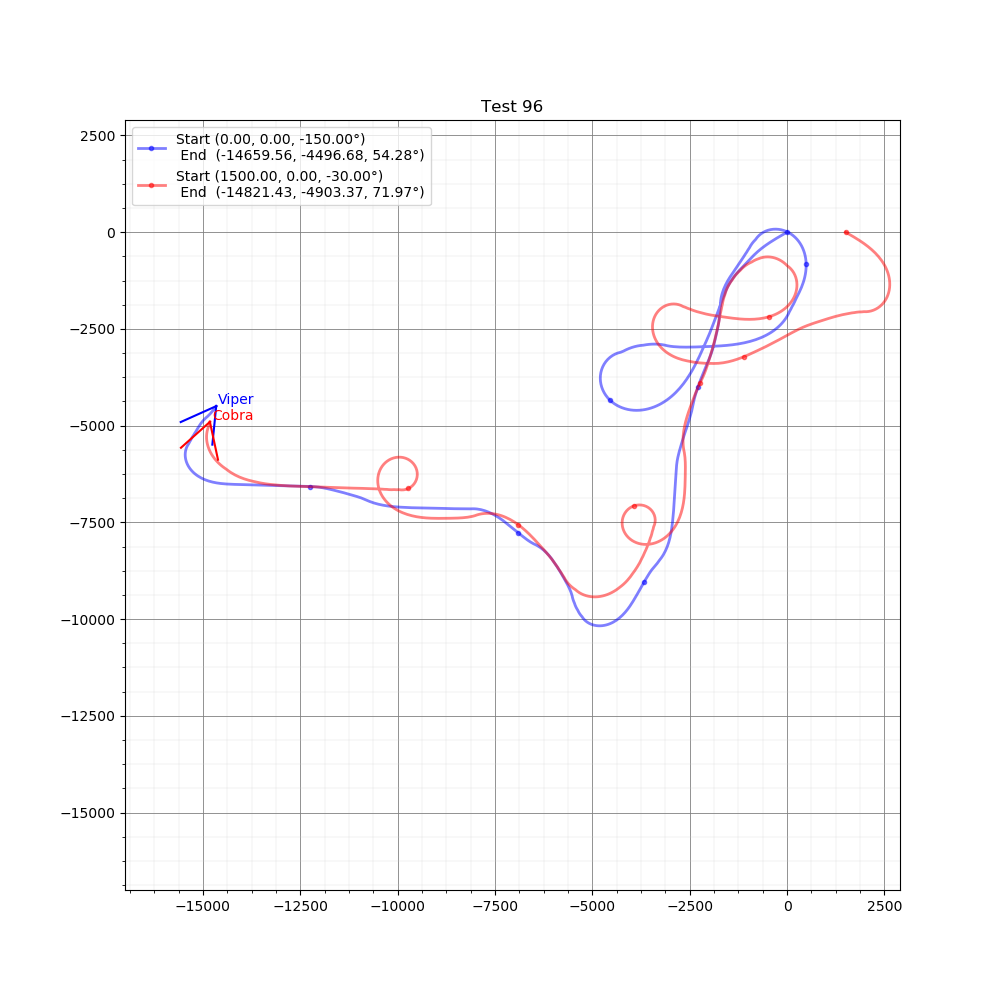 Test 96
Start (0.00, 0.00, -150.00°)
End (-14659.56, -4496.68, 54.28°)
Start (1500.00, 0.00, -30.00°)
End (-14821.43, -4903.37, 71.97°)
2500
0
−2500
−5000
−7500
−10000
−12500
−15000
Viper
Cobra
−15000 −12500 −10000 −7500 −5000 −2500 0 2500